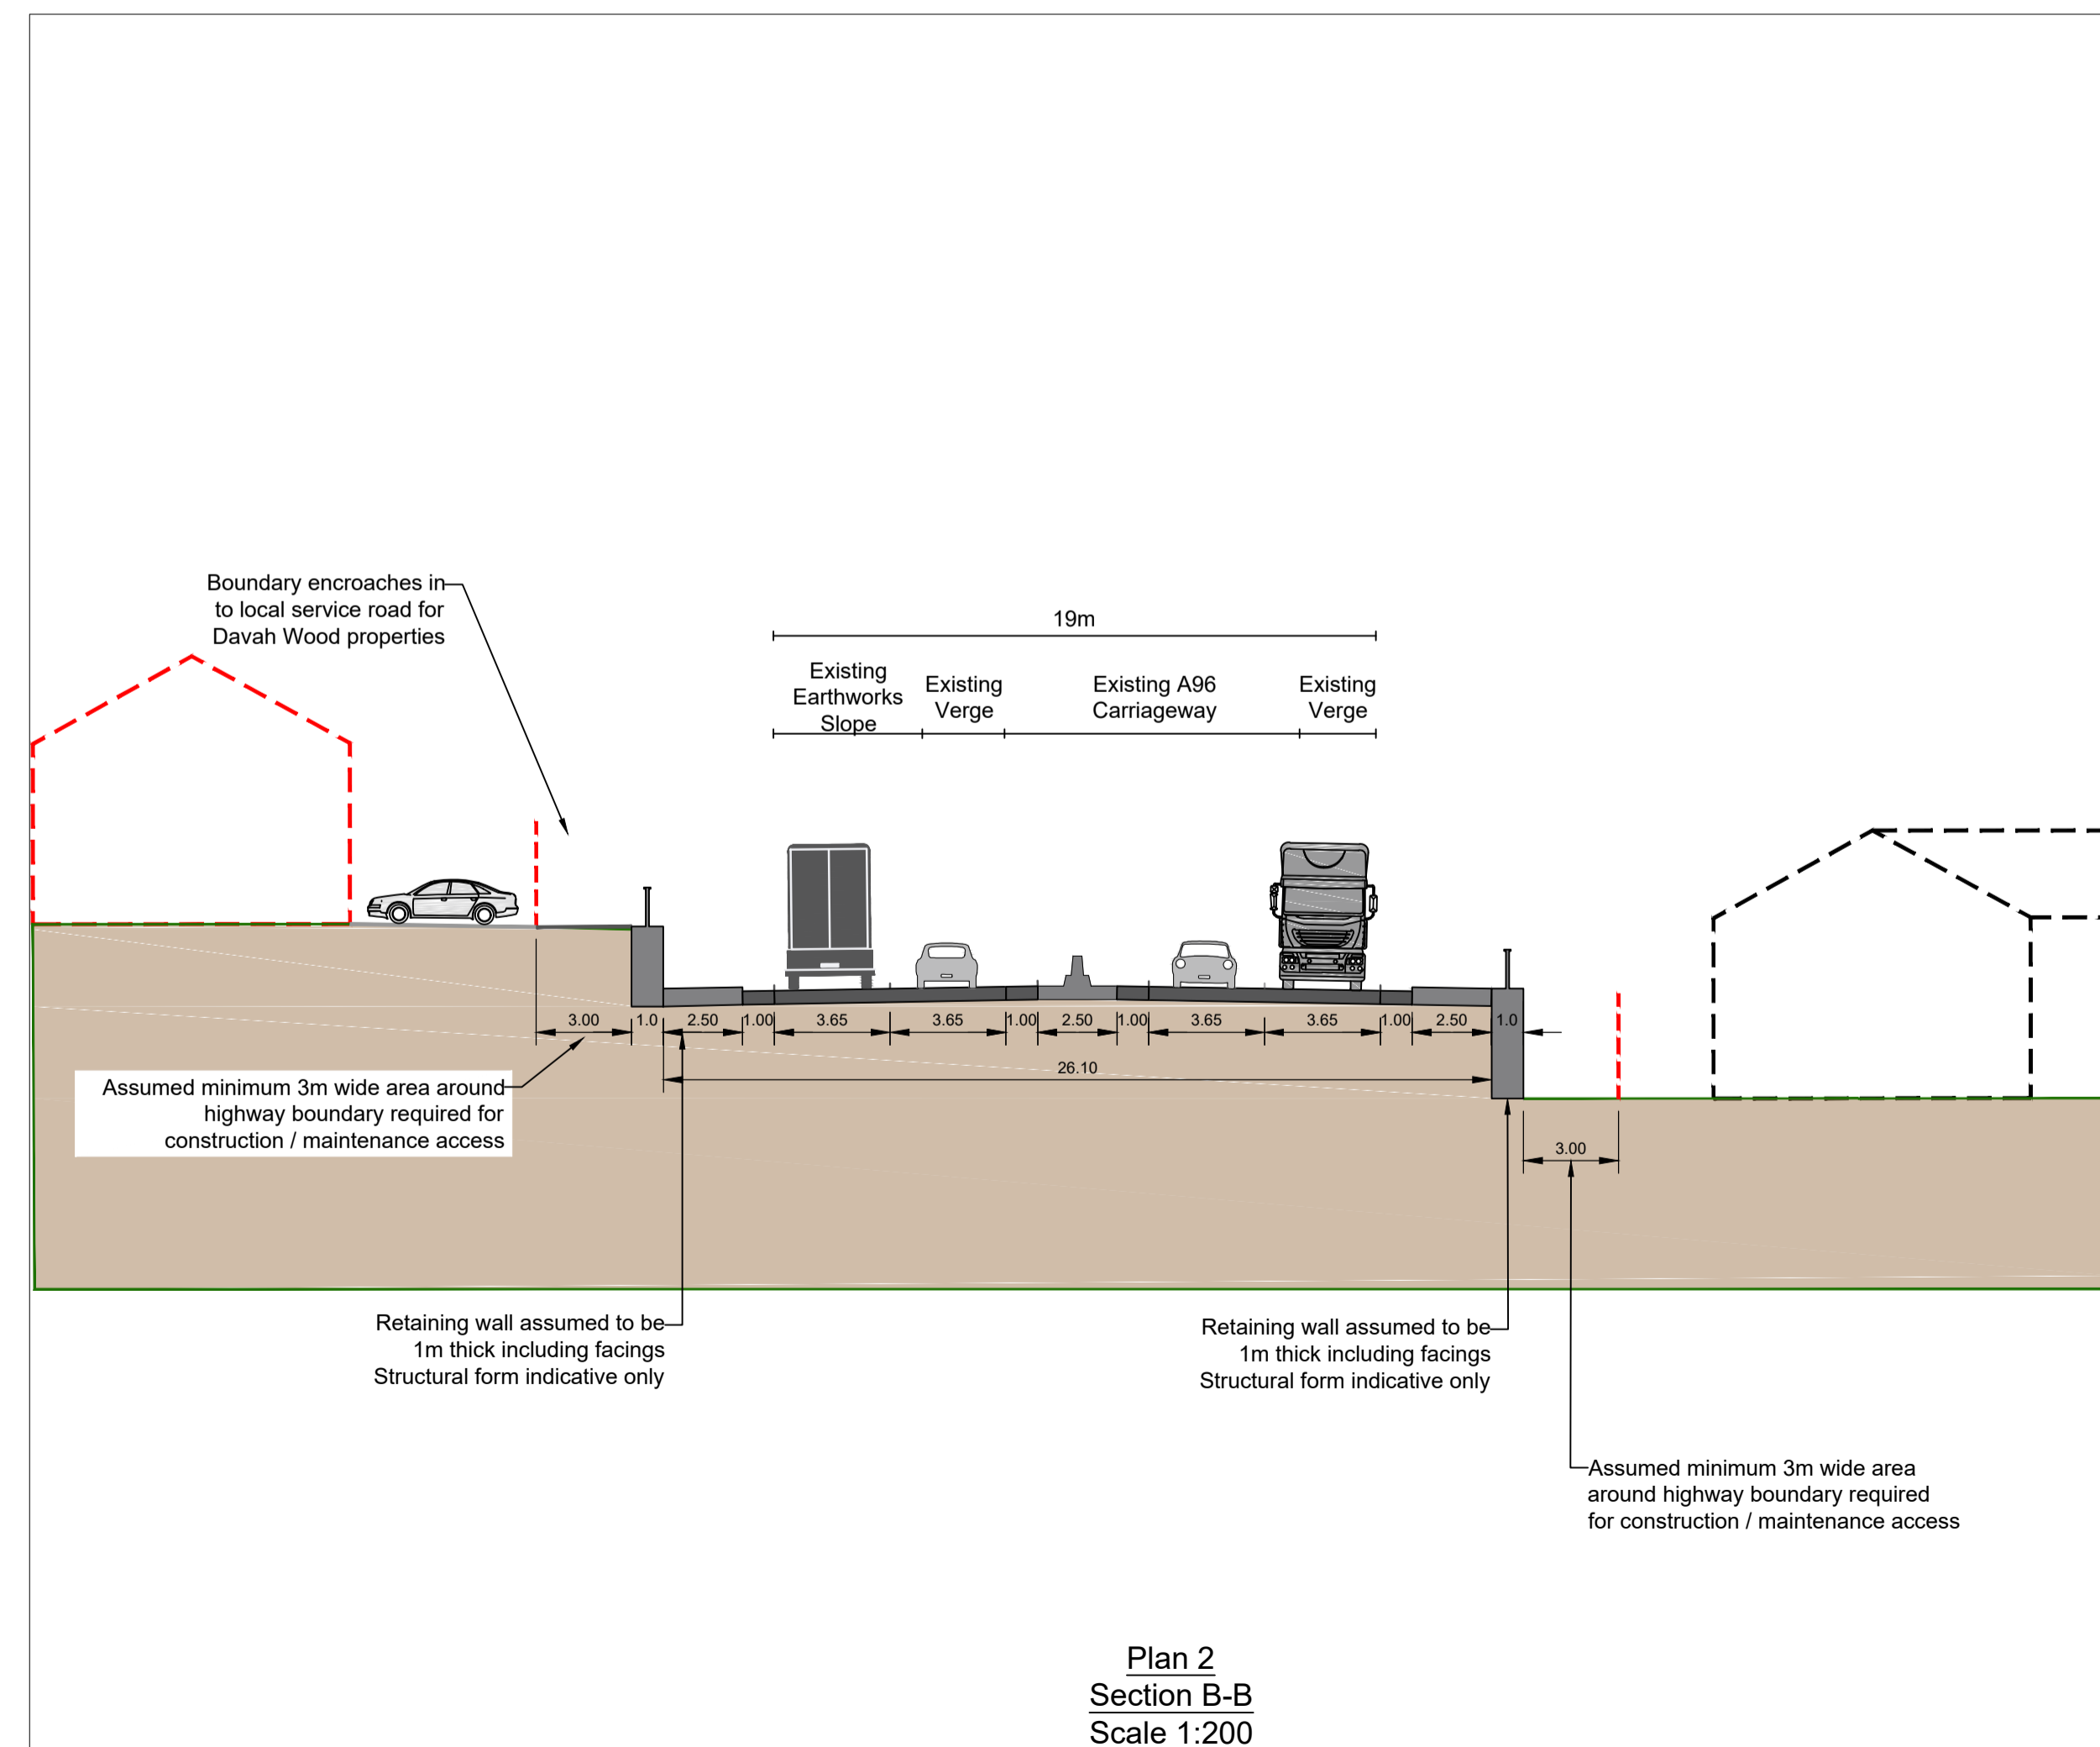 Boundary encroaches in
to local service road for
Davah Wood properties
19m
Existing
Earthworks
Slope
Existing
Verge
Existing A96
Carriageway
Existing
Verge
3.00 1.0 2.50 1.00 3.65 3.65 1.00 2.50 1.00 3.65 3.65 1.00 2.50 1.0
26.10
Assumed minimum 3m wide area around
highway boundary required for
construction / maintenance access
3.00
Retaining wall assumed to be
1m thick including facings
Structural form indicative only
Retaining wall assumed to be
1m thick including facings
Structural form indicative only
Assumed minimum 3m wide area
around highway boundary required
for construction / maintenance access
Plan 2
Section B-B
Scale 1:200